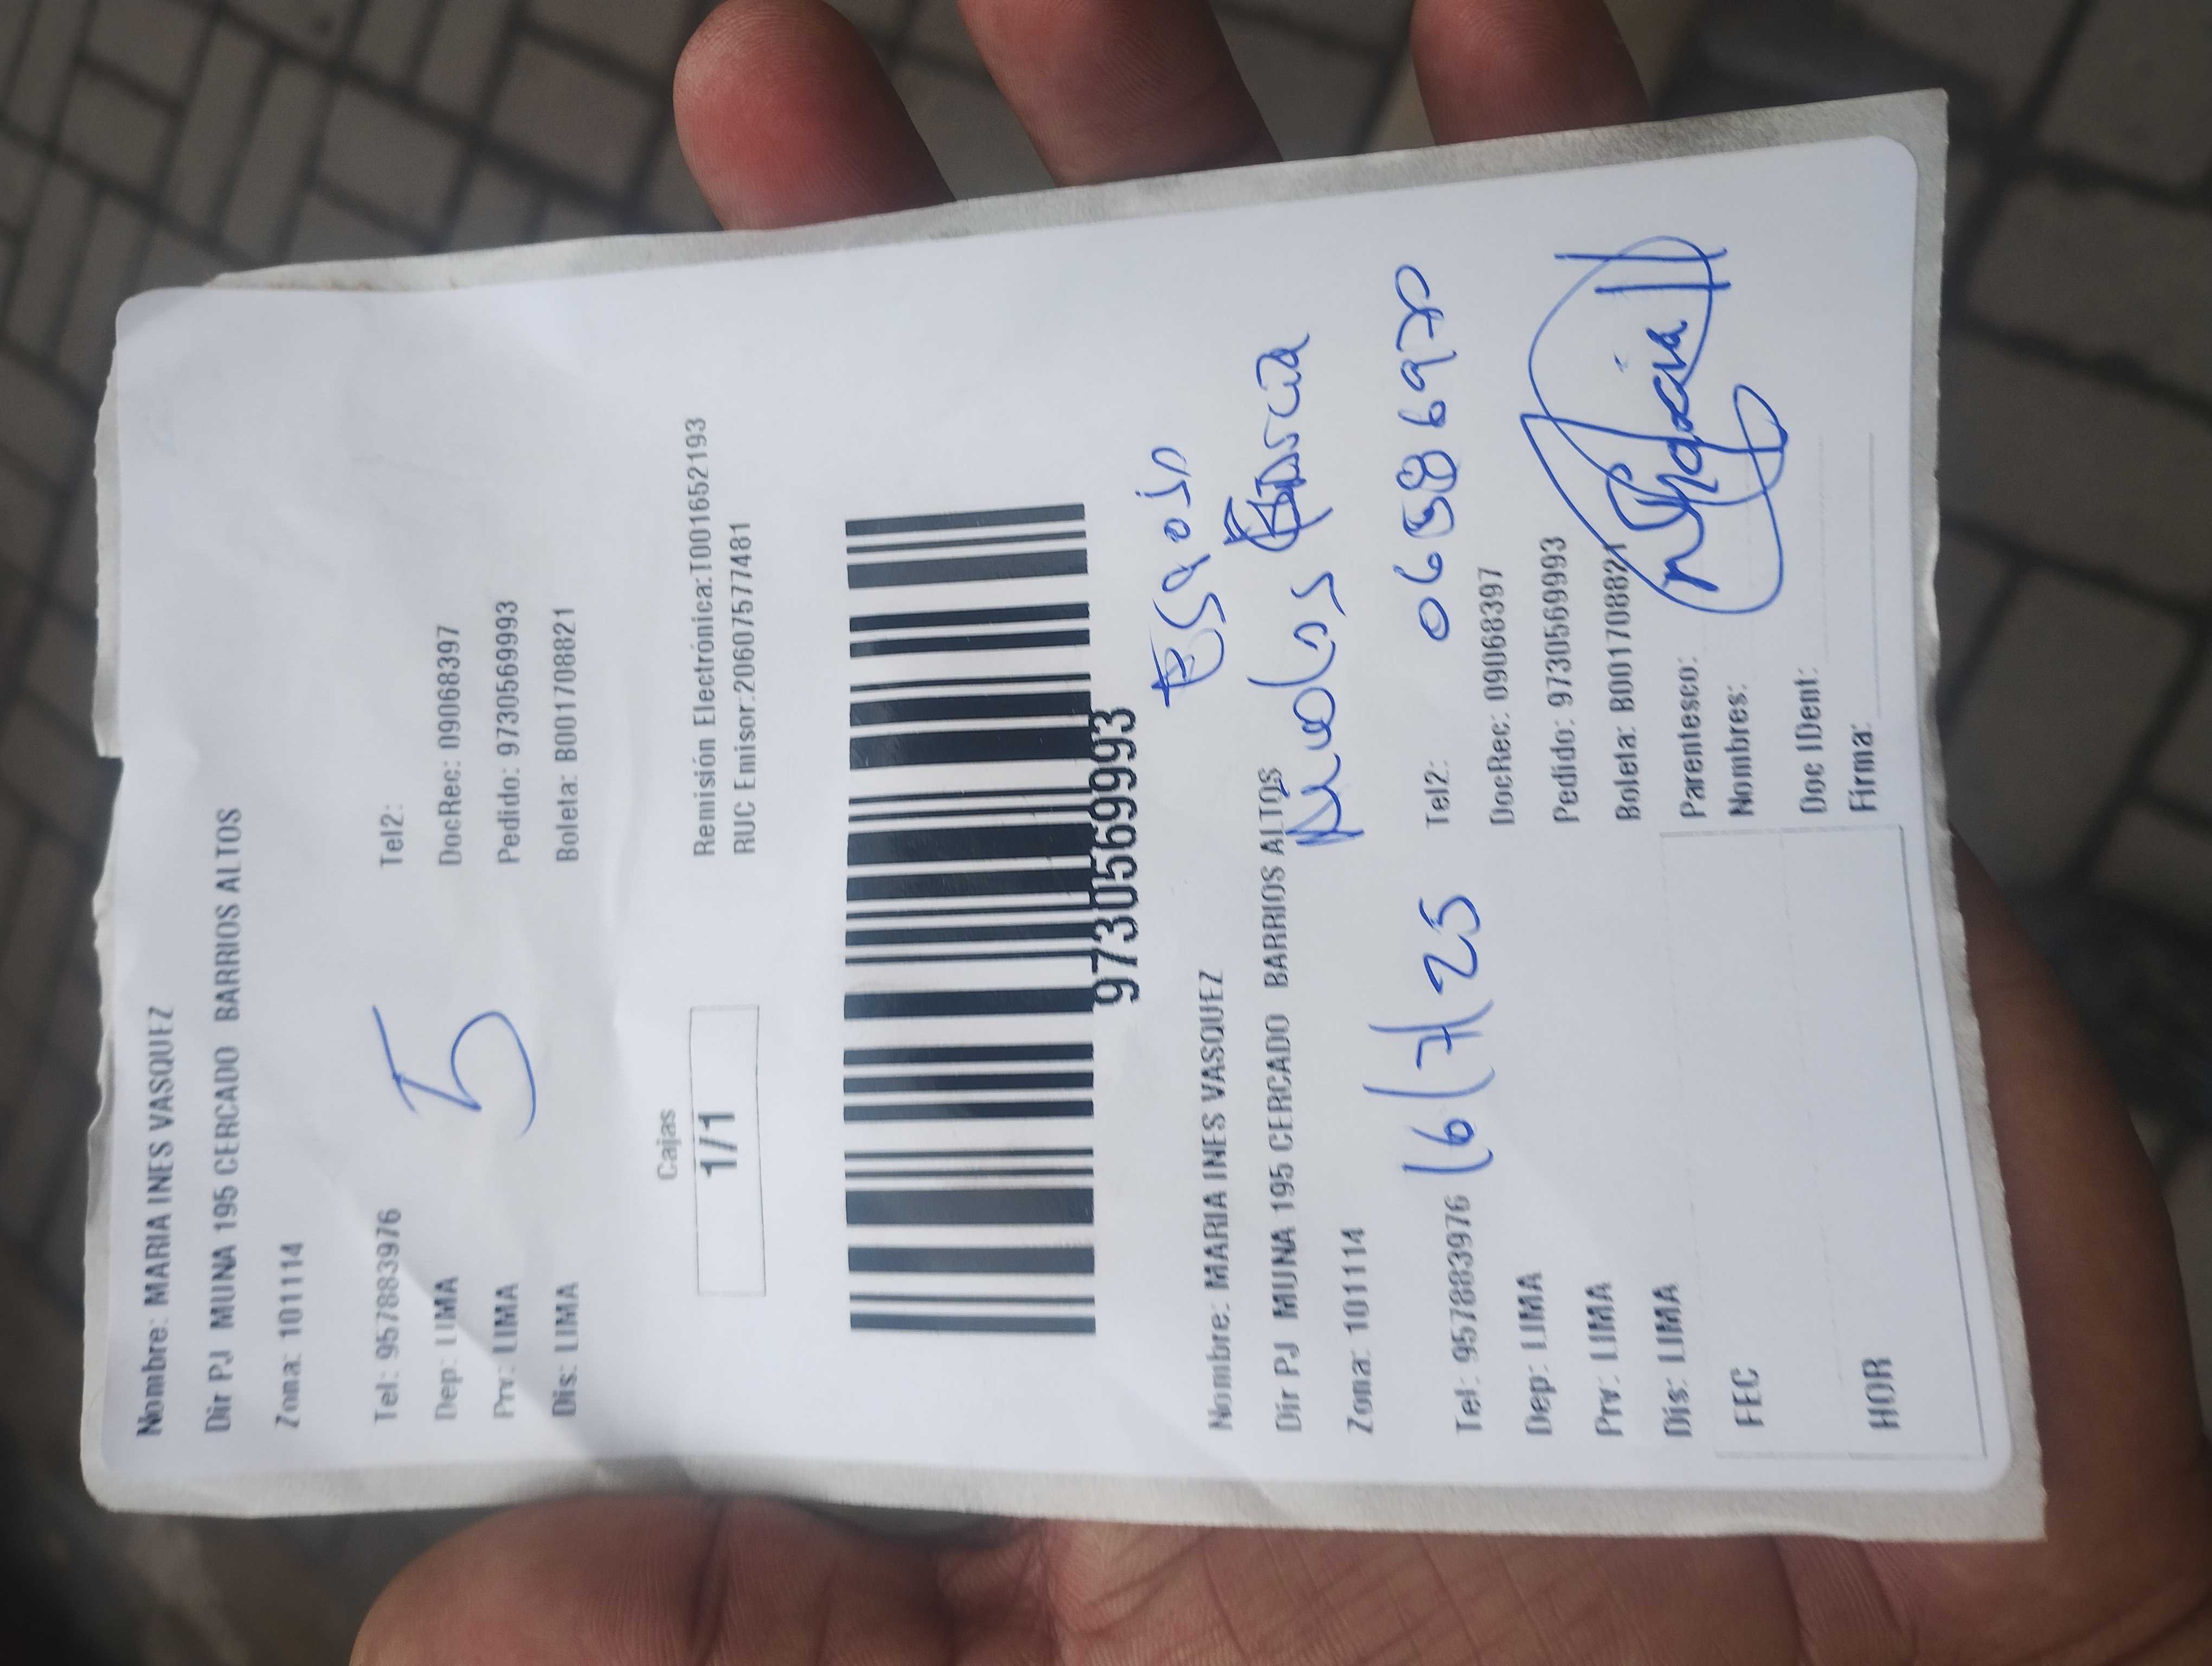 Nombre: MARIA INES VASQUEZ
Dir PJ MUNA 195 CERCADO BARRIOS ALTOS
Zona: 101114
Tel: 957883976 Tel2:
Dep: LIMA DocRec: 09068397
Prv: LIMA Pedido: 9730569993
Dis: LIMA Boleta: B001708821
5
Cajas
1/1
Remisión Electrónica:T001652193
RUC Emisor:20607577481
9730569993
Esposo
Nombre: MARIA INES VASQUEZ
Dir PJ MUNA 195 CERCADO BARRIOS ALTOS
Nicolas García
Zona: 101114
16/7/25
06586970
Tel: 957883976 Tel2:
Dep: LIMA DocRec: 09068397
Prv: LIMA Pedido: 9730569993
Dis: LIMA Boleta: B001708821
FEC Parentesco:
Nombres:
Doc IDent:
HOR Firma: